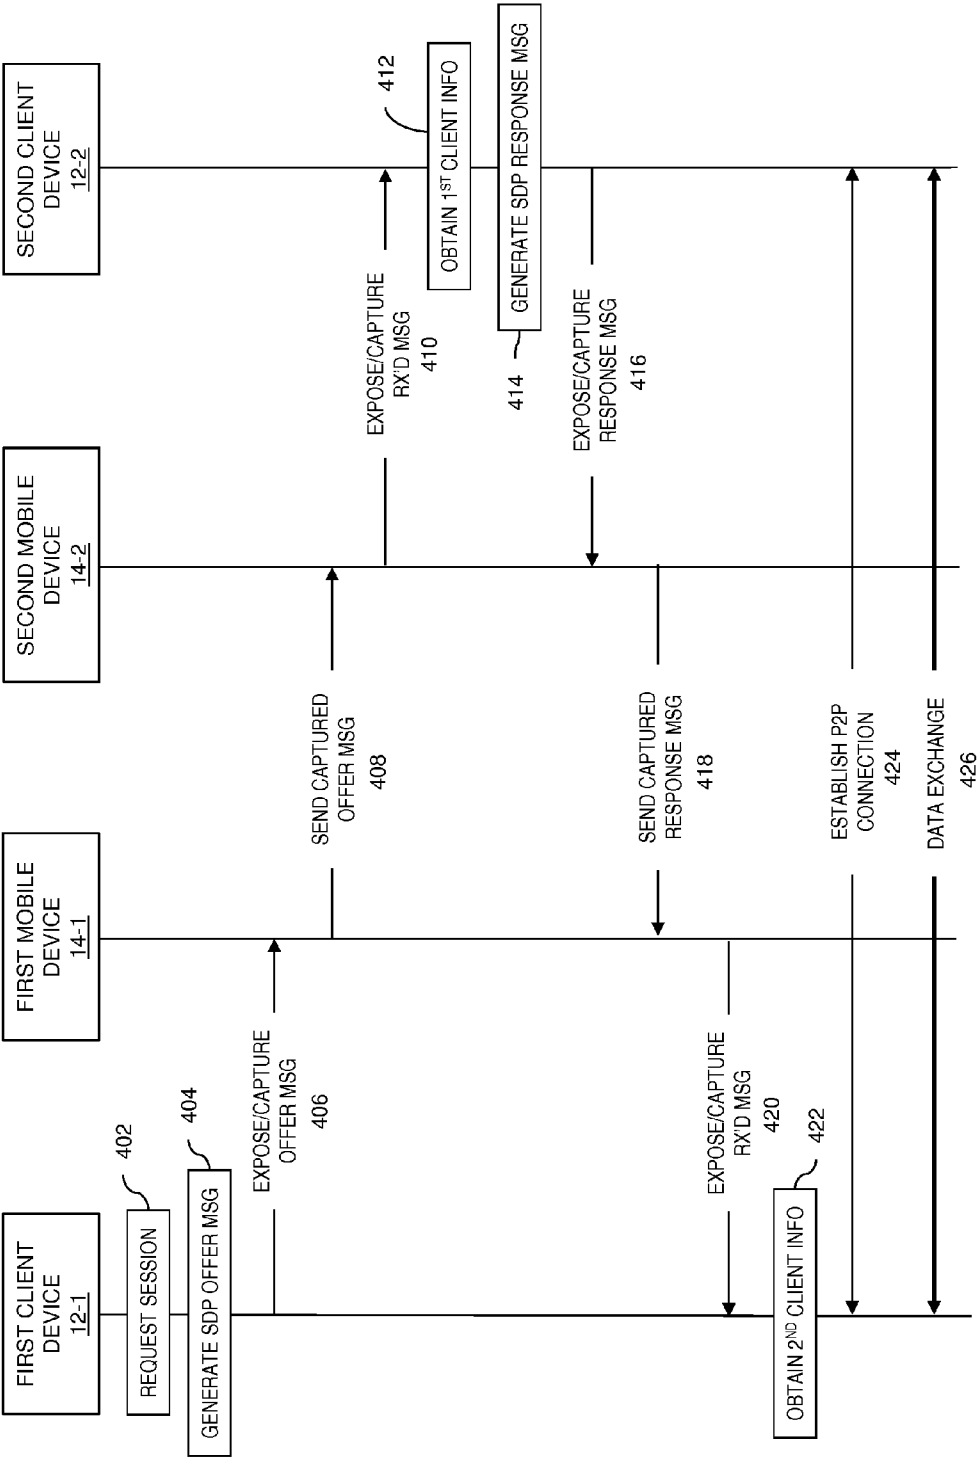 FIRST CLIENT
DEVICE
12-1
FIRST MOBILE
DEVICE
14-1
SECOND MOBILE
DEVICE
14-2
SECOND CLIENT
DEVICE
12-2
402
REQUEST SESSION
404
GENERATE SDP OFFER MSG
EXPOSE/CAPTURE
OFFER MSG
406
SEND CAPTURED
OFFER MSG
408
EXPOSE/CAPTURE
RX'D MSG
410
412
OBTAIN 1ST CLIENT INFO
GENERATE SDP RESPONSE MSG
414
EXPOSE/CAPTURE
RESPONSE MSG
416
SEND CAPTURED
RESPONSE MSG
418
EXPOSE/CAPTURE
RX'D MSG
420
422
OBTAIN 2ND CLIENT INFO
ESTABLISH P2P
CONNECTION
424
DATA EXCHANGE
426